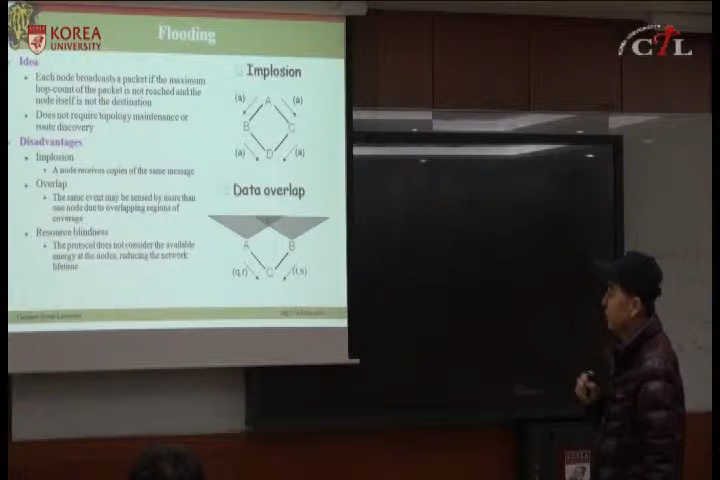 KOREA
UNIVERSITY
Flooding
Idea
Each node broadcasts a packet if the maximum
hop-count of the packet is not reached and the
node itself is not the destination
Does not require topology maintenance or
route discovery
Disadvantages
Implosion
A node receives copies of the same message
Overlap
The same event may be sensed by more than
one node due to overlapping regions of
coverage
Resource blindness
The protocol does not consider the available
energy at the nodes, reducing the network
lifetime
Implosion
(a) A (a)
B C
(a) D (a)
Data overlap
A B
(q,r) C (r,s)